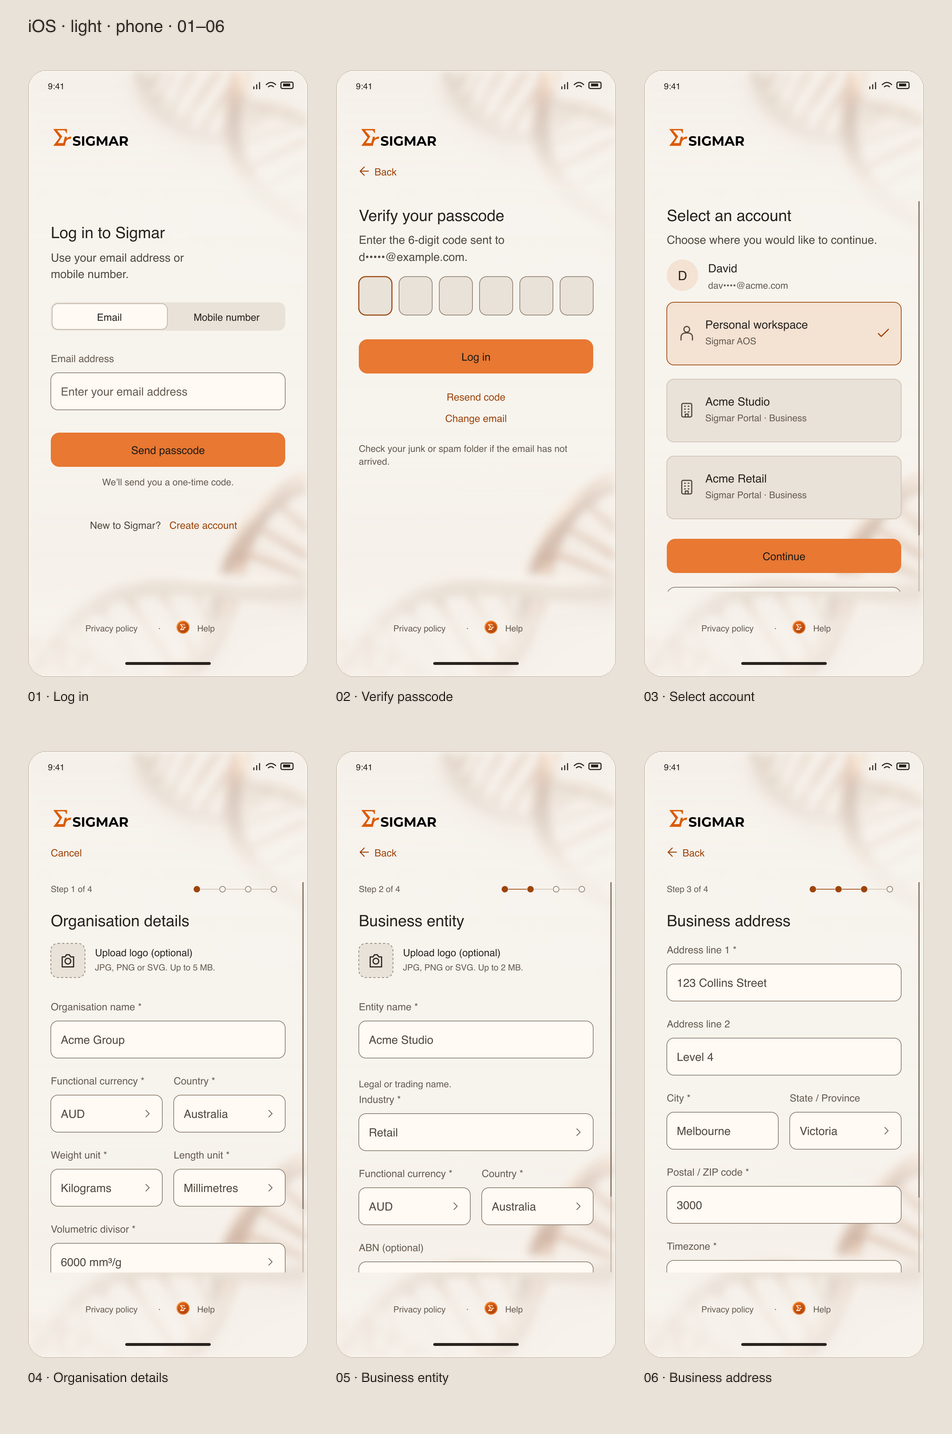 iOS · light · phone · 01–06
9:41
SIGMAR
Log in to Sigmar
Use your email address or
mobile number.
Email
Mobile number
Email address
Enter your email address
Send passcode
We'll send you a one-time code.
New to Sigmar? Create account
Privacy policy · Help
01 · Log in
9:41
SIGMAR
← Back
Verify your passcode
Enter the 6-digit code sent to
d•••••@example.com.
Log in
Resend code
Change email
Check your junk or spam folder if the email has not
arrived.
Privacy policy · Help
02 · Verify passcode
9:41
SIGMAR
Select an account
Choose where you would like to continue.
D
David
dav••••@acme.com
Personal workspace
Sigmar AOS
Acme Studio
Sigmar Portal · Business
Acme Retail
Sigmar Portal · Business
Continue
Privacy policy · Help
03 · Select account
9:41
SIGMAR
Cancel
Step 1 of 4
Organisation details
Upload logo (optional)
JPG, PNG or SVG. Up to 5 MB.
Organisation name *
Acme Group
Functional currency * Country *
AUD Australia
Weight unit * Length unit *
Kilograms Millimetres
Volumetric divisor *
6000 mm³/g
Privacy policy · Help
04 · Organisation details
9:41
SIGMAR
← Back
Step 2 of 4
Business entity
Upload logo (optional)
JPG, PNG or SVG. Up to 2 MB.
Entity name *
Acme Studio
Legal or trading name.
Industry *
Retail
Functional currency * Country *
AUD Australia
ABN (optional)
Privacy policy · Help
05 · Business entity
9:41
SIGMAR
← Back
Step 3 of 4
Business address
Address line 1 *
123 Collins Street
Address line 2
Level 4
City * State / Province
Melbourne Victoria
Postal / ZIP code *
3000
Timezone *
Privacy policy · Help
06 · Business address